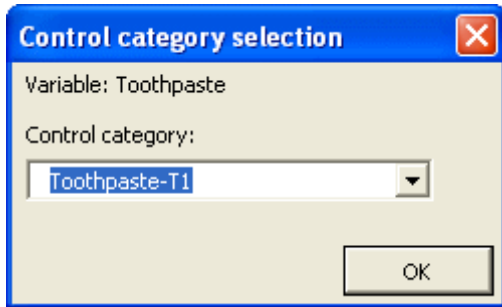 Control category selection
Variable: Toothpaste
Control category:
Toothpaste-T1
OK